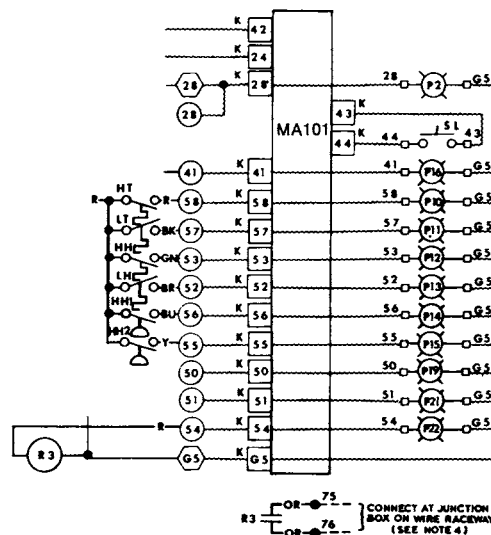 K 42
K 24
28 K 28 28 P2 G5
28
MA101
K 43
44 K 44 SL 43
41 K 41 41 P16 G5
HT
R R 58 K 58 58 P10 G5
LT
BK 57 K 57 57 P11 G5
HH
GN 53 K 53 53 P12 G5
LH
BR 52 K 52 52 P13 G5
HH1
BU 56 K 56 56 P14 G5
HH2
Y 55 K 55 55 P15 G5
50 K 50 50 P19 G5
51 K 51 51 P21 G5
R 54 K 54 54 P22 G5
R3 G5 K G5
OR 75
R3 CONNECT AT JUNCTION
BOX ON WIRE RACEWAY
OR 76 (SEE NOTE 4)